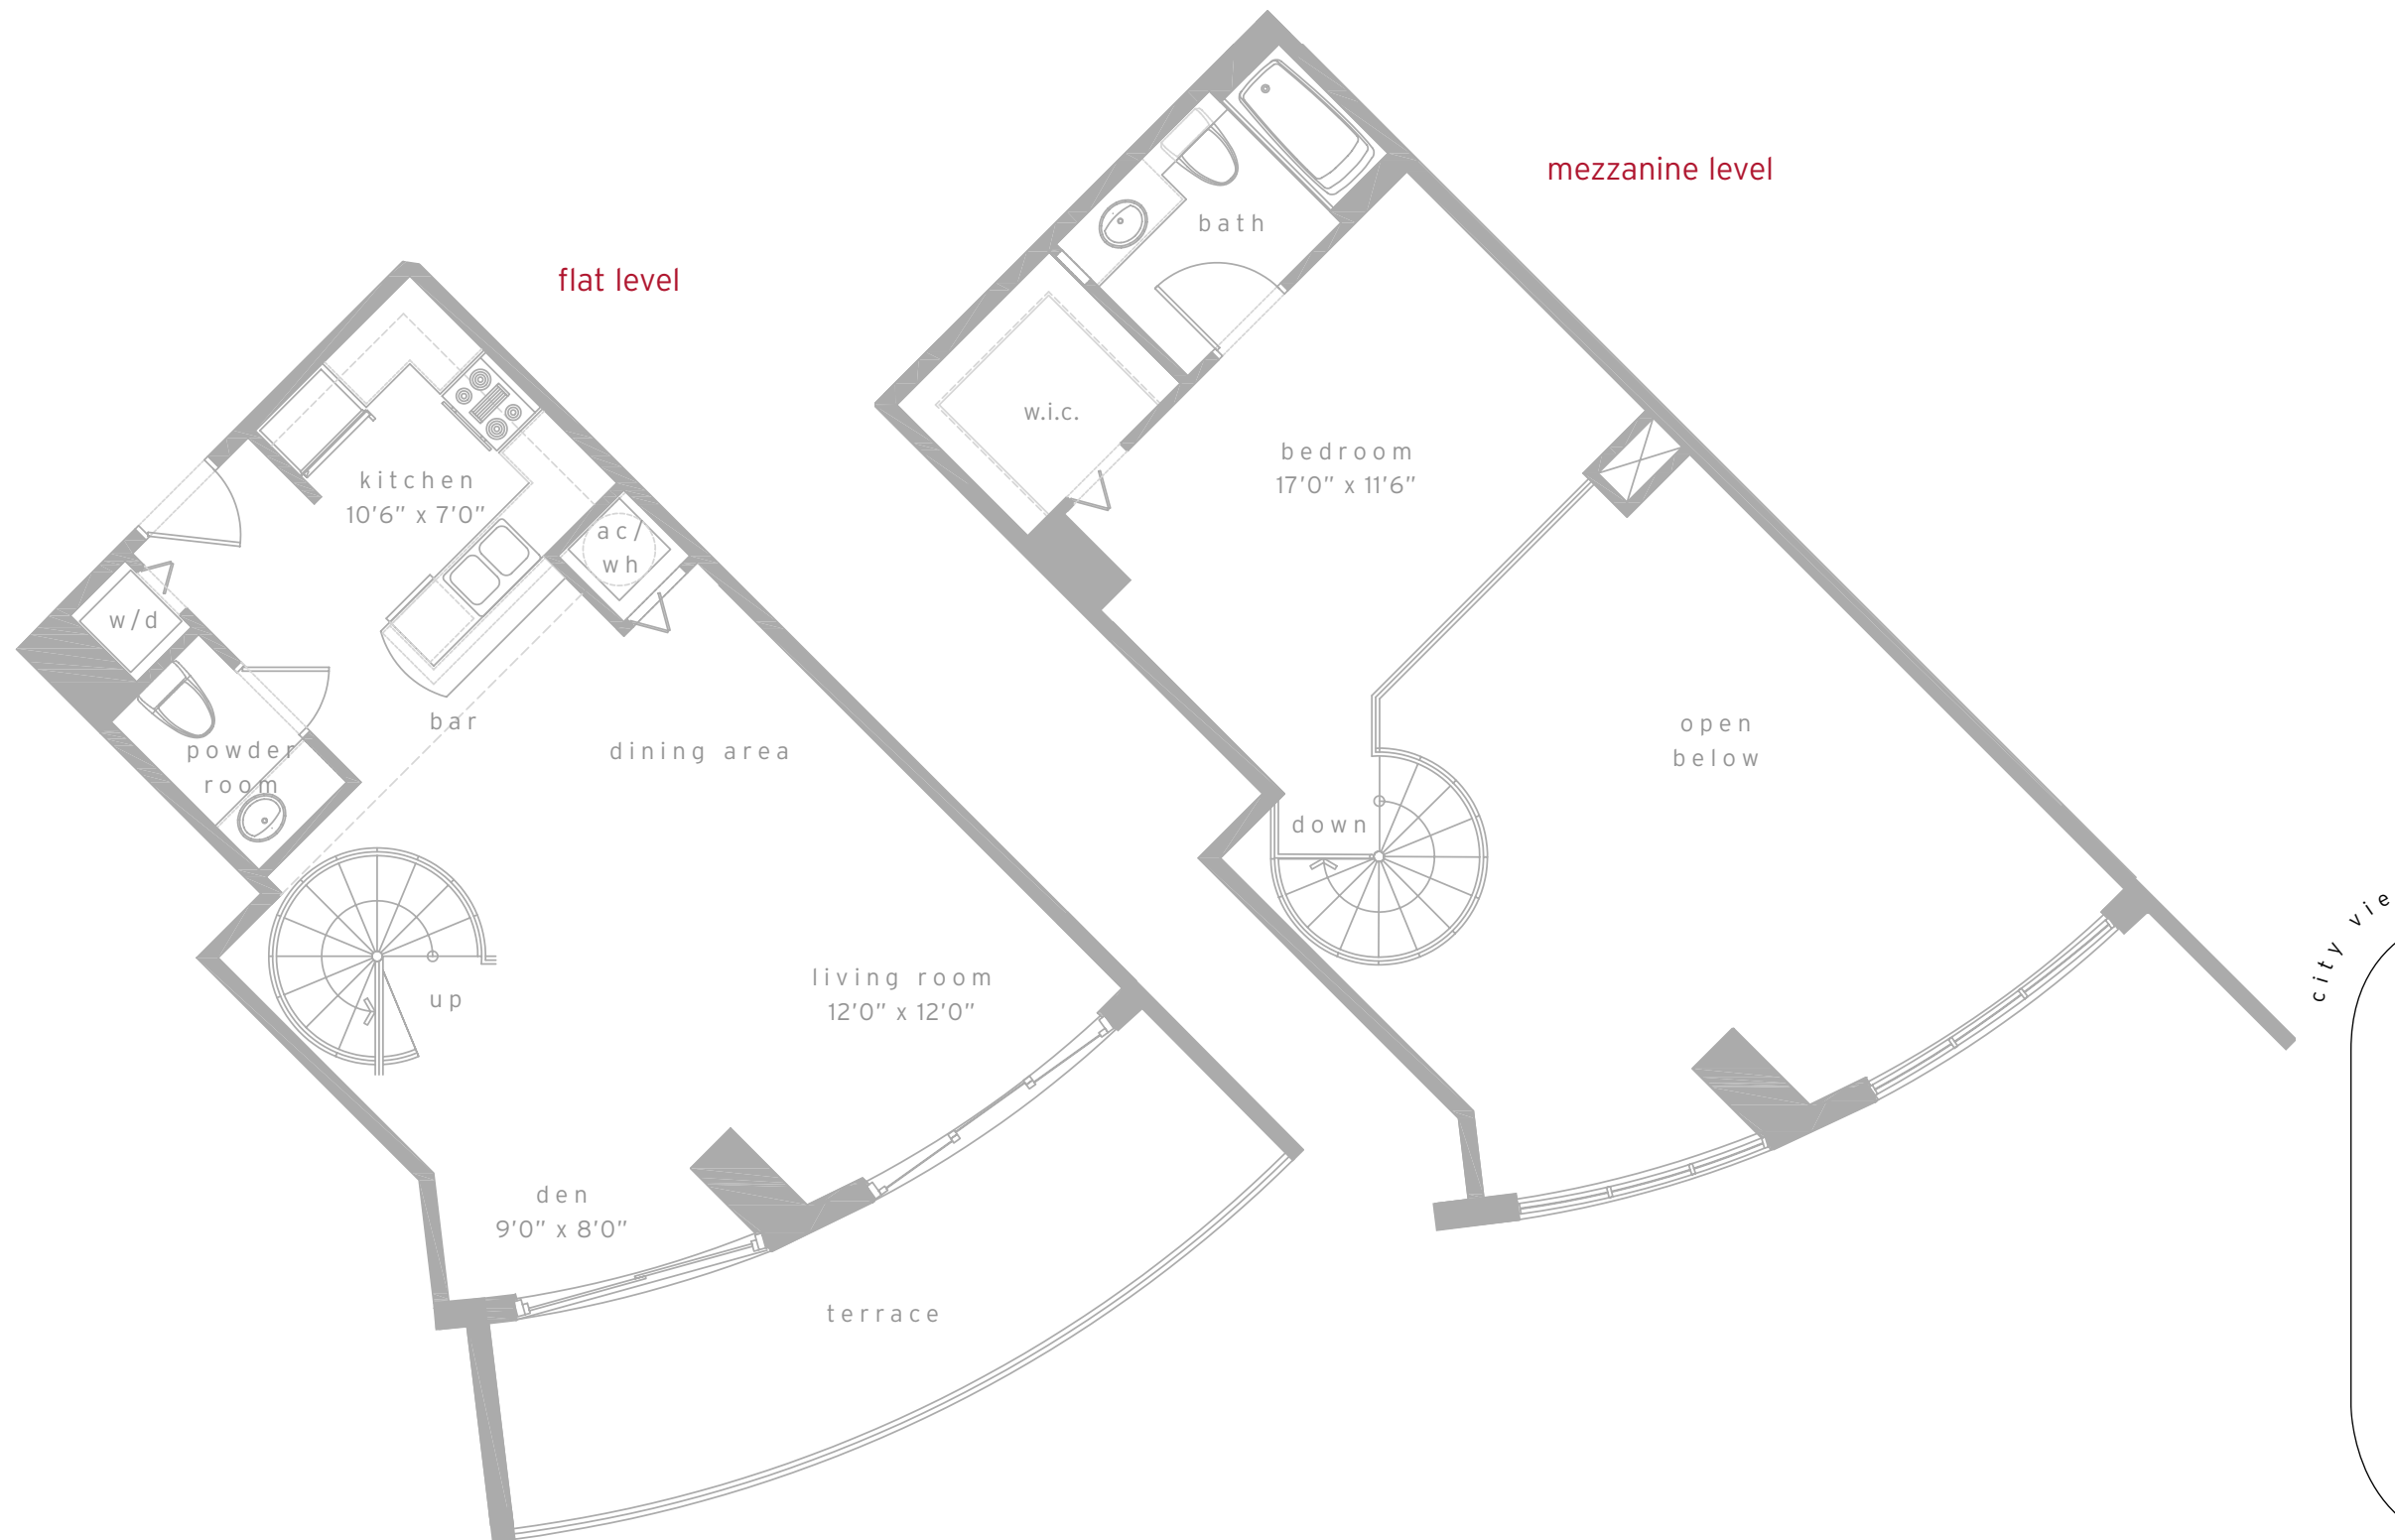 mezzanine level
bath
flat level
w.i.c.
bedroom
17'0" x 11'6"
kitchen
10'6" x 7'0"
ac/
wh
w/d
bar
powder
room
dining area
open
below
down
up
living room
12'0" x 12'0"
city
den
9'0" x 8'0"
terrace